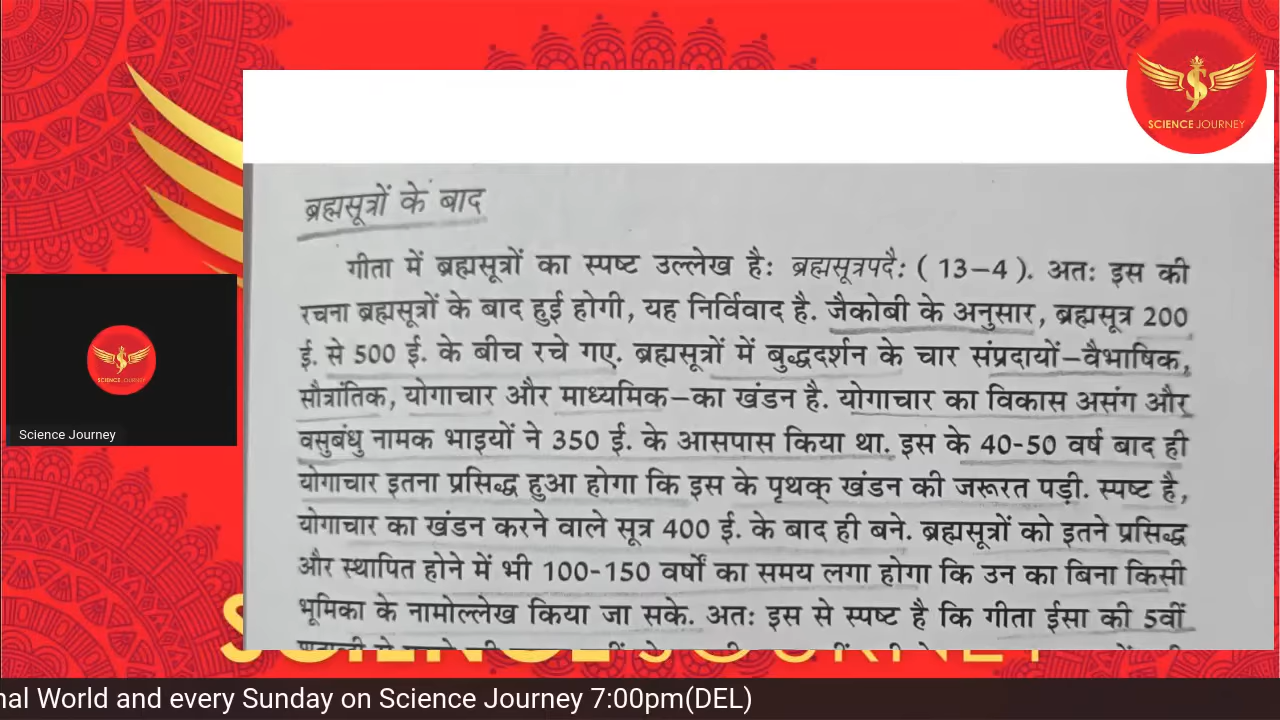 SCIENCE JOURNEY
ब्रह्मसूत्रों के बाद
गीता में ब्रह्मसूत्रों का स्पष्ट उल्लेख है: ब्रह्मसूत्रपदै: ( 13–4 ). अत: इस की
रचना ब्रह्मसूत्रों के बाद हुई होगी, यह निर्विवाद है. जैकोबी के अनुसार, ब्रह्मसूत्र 200
ई. से 500 ई. के बीच रचे गए. ब्रह्मसूत्रों में बुद्धदर्शन के चार संप्रदायों–वैभाषिक,
सौत्रांतिक, योगाचार और माध्यमिक–का खंडन है. योगाचार का विकास असंग और
वसुबंधु नामक भाइयों ने 350 ई. के आसपास किया था. इस के 40-50 वर्ष बाद ही
योगाचार इतना प्रसिद्ध हुआ होगा कि इस के पृथक् खंडन की जरूरत पड़ी. स्पष्ट है,
योगाचार का खंडन करने वाले सूत्र 400 ई. के बाद ही बने. ब्रह्मसूत्रों को इतने प्रसिद्ध
और स्थापित होने में भी 100-150 वर्षों का समय लगा होगा कि उन का बिना किसी
भूमिका के नामोल्लेख किया जा सके. अत: इस से स्पष्ट है कि गीता ईसा की 5वीं
SCIENCE JOURNEY
Science Journey
nal World and every Sunday on Science Journey 7:00pm(DEL)